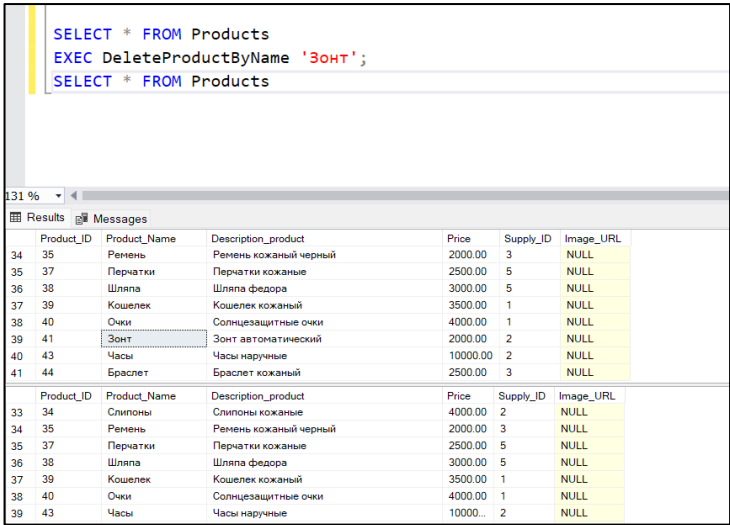 SELECT * FROM Products
EXEC DeleteProductByName 'Зонт';
SELECT * FROM Products
131 %
Results Messages
Product_ID Product_Name Description_product Price Supply_ID Image_URL
34 35 Ремень Ремень кожаный черный 2000.00 3 NULL
35 37 Перчатки Перчатки кожаные 2500.00 5 NULL
36 38 Шляпа Шляпа федора 3000.00 5 NULL
37 39 Кошелек Кошелек кожаный 3500.00 1 NULL
38 40 Очки Солнцезащитные очки 4000.00 1 NULL
39 41 Зонт Зонт автоматический 2000.00 2 NULL
40 43 Часы Часы наручные 10000.00 2 NULL
41 44 Браслет Браслет кожаный 2500.00 3 NULL
Product_ID Product_Name Description_product Price Supply_ID Image_URL
33 34 Слипоны Слипоны кожаные 4000.00 2 NULL
34 35 Ремень Ремень кожаный черный 2000.00 3 NULL
35 37 Перчатки Перчатки кожаные 2500.00 5 NULL
36 38 Шляпа Шляпа федора 3000.00 5 NULL
37 39 Кошелек Кошелек кожаный 3500.00 1 NULL
38 40 Очки Солнцезащитные очки 4000.00 1 NULL
39 43 Часы Часы наручные 10000... 2 NULL